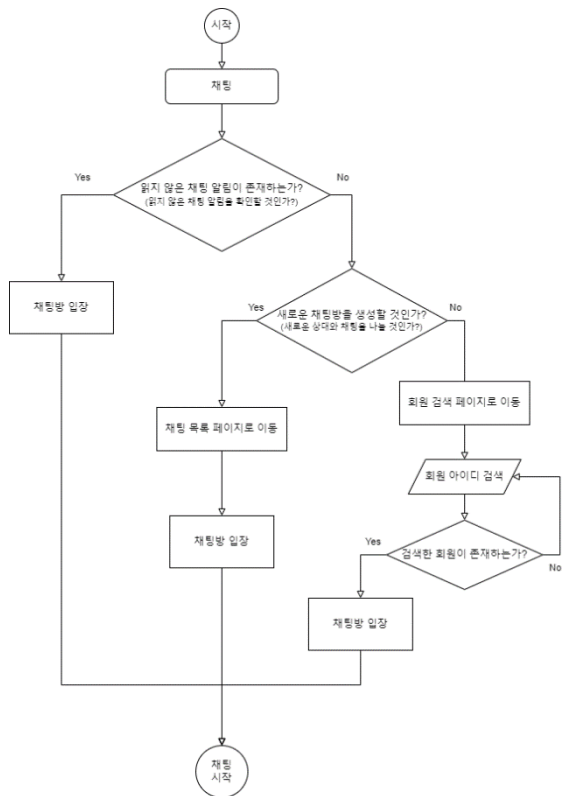 시작
채팅
Yes
읽지 않은 채팅 알림이 존재하는가?
(읽지 않은 채팅 알림을 확인할 것인가?)
No
채팅방 입장
Yes
새로운 채팅방을 생성할 것인가?
(새로운 상대와 채팅을 나눌 것인가?)
No
채팅 목록 페이지로 이동
회원 검색 페이지로 이동
회원 아이디 검색
채팅방 입장
Yes
검색한 회원이 존재하는가?
No
채팅방 입장
채팅
시작